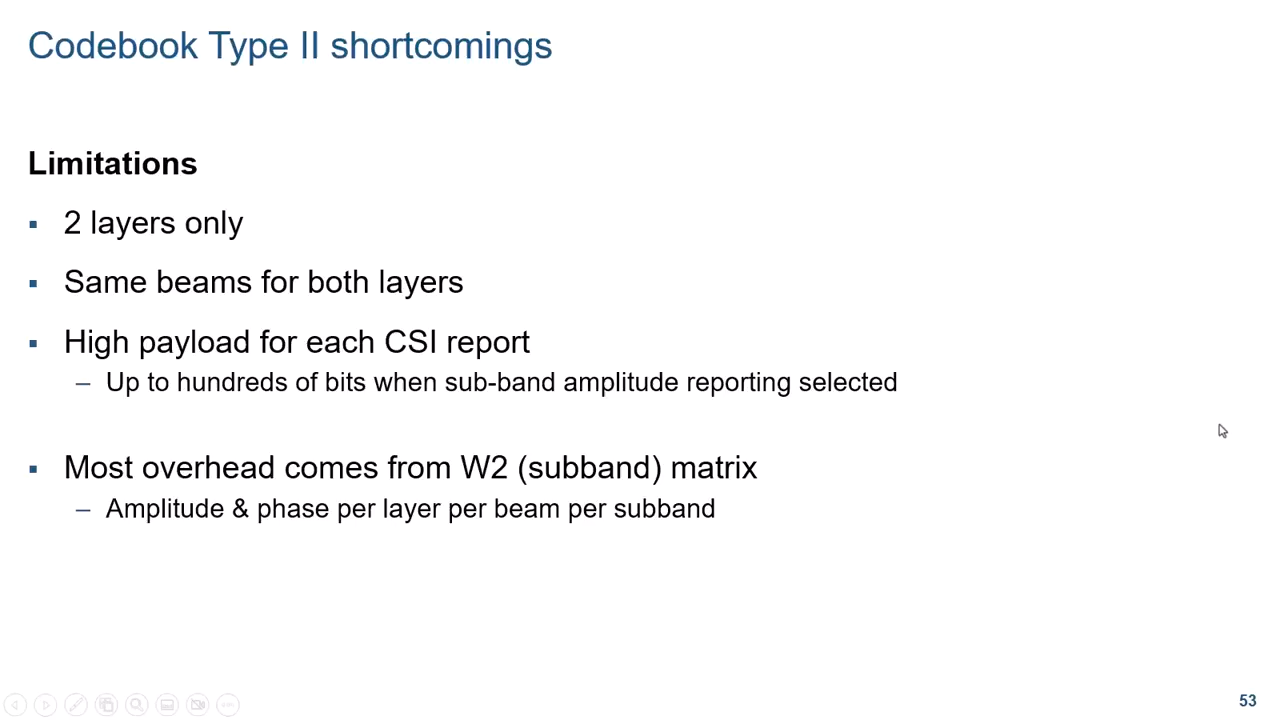 Codebook Type II shortcomings
Limitations
▪ 2 layers only
▪ Same beams for both layers
▪ High payload for each CSI report
– Up to hundreds of bits when sub-band amplitude reporting selected
▪ Most overhead comes from W2 (subband) matrix
– Amplitude & phase per layer per beam per subband
53